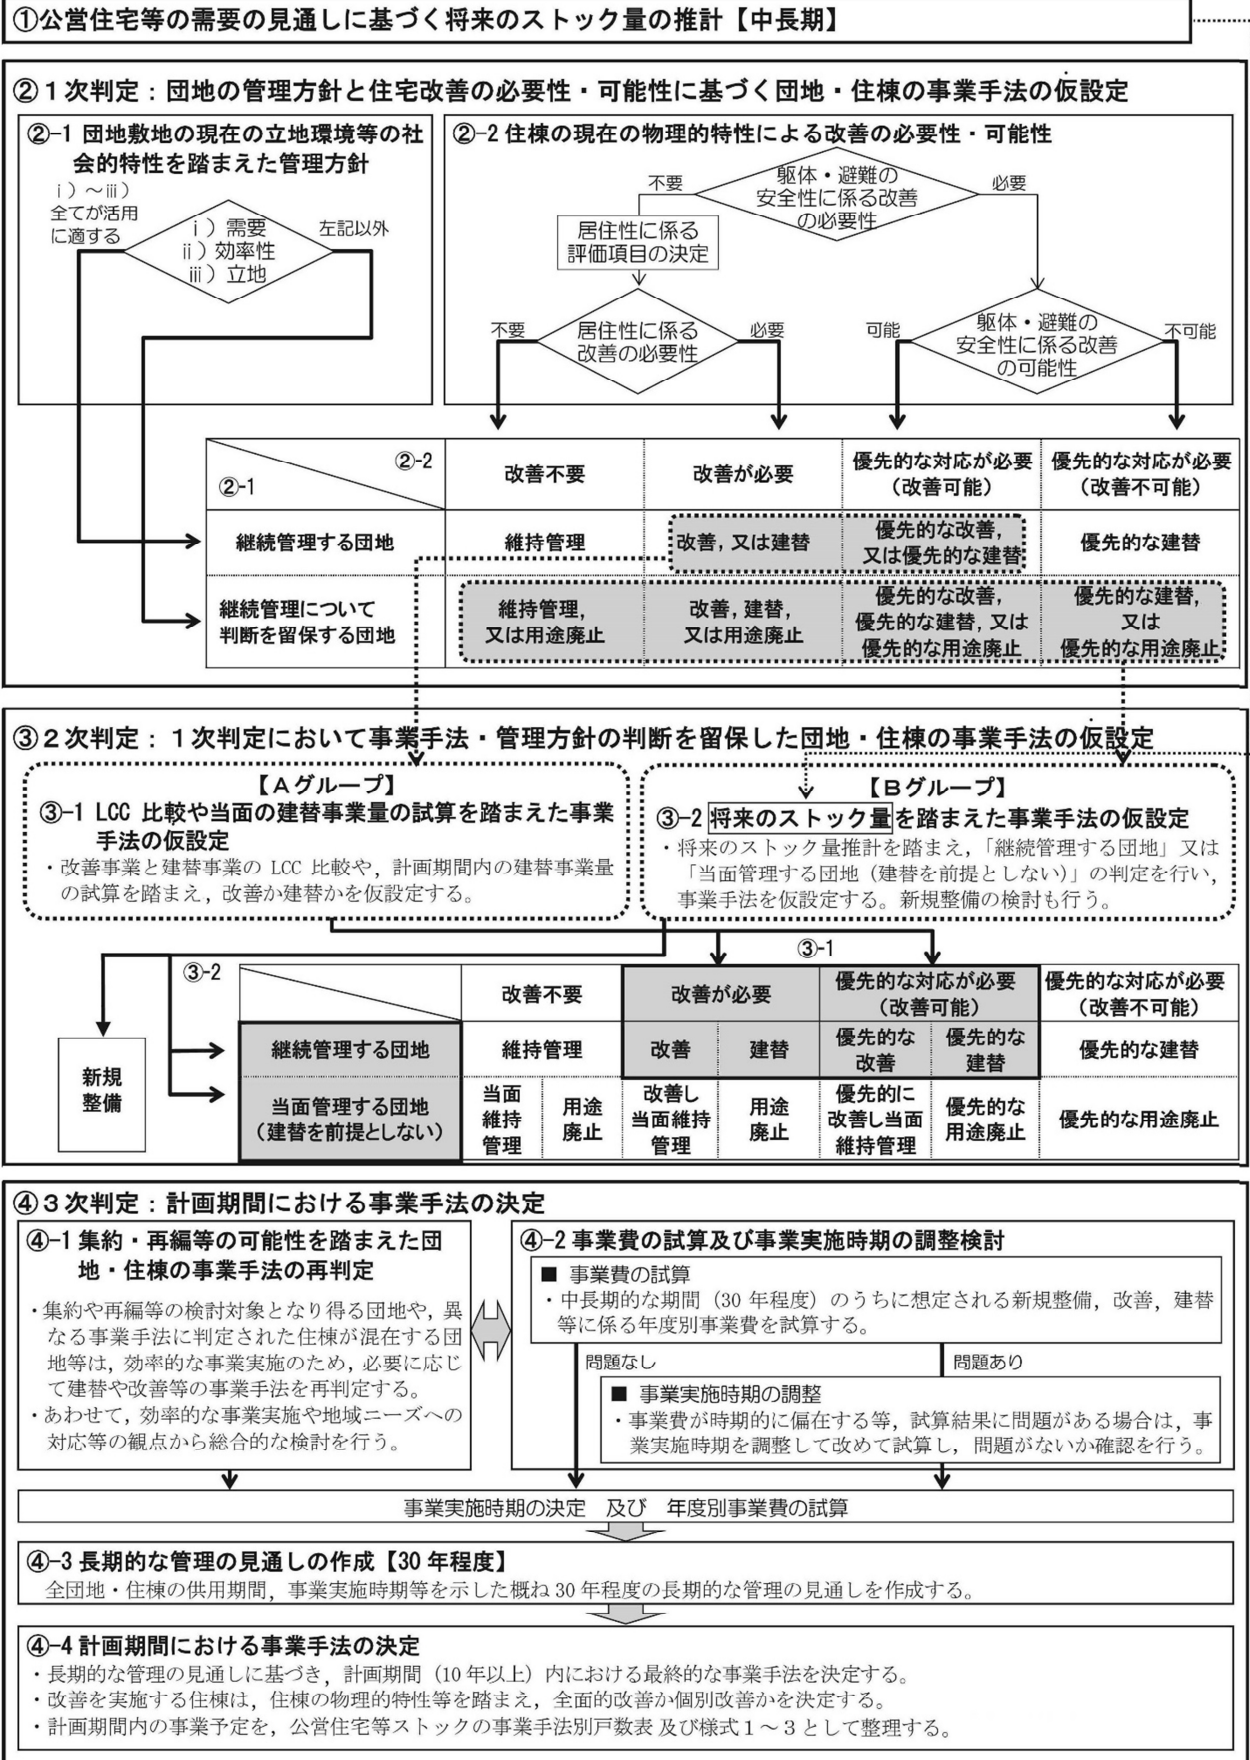 ①公営住宅等の需要の見通しに基づく将来のストック量の推計【中長期】
②１次判定：団地の管理方針と住宅改善の必要性・可能性に基づく団地・住棟の事業手法の仮設定
②-1 団地敷地の現在の立地環境等の社
会的特性を踏まえた管理方針
ⅰ）～ⅲ）
全てが活用
に適する
ⅰ）需要
ⅱ）効率性
ⅲ）立地
左記以外
②-2 住棟の現在の物理的特性による改善の必要性・可能性
不要
躯体・避難の
安全性に係る改善
の必要性
必要
居住性に係る
評価項目の決定
不要
居住性に係る
改善の必要性
必要
可能
躯体・避難の
安全性に係る改善
の可能性
不可能
②-2
②-1
改善不要
改善が必要
優先的な対応が必要
（改善可能）
優先的な対応が必要
（改善不可能）
継続管理する団地
維持管理
改善，又は建替
優先的な改善，
又は優先的な建替
優先的な建替
継続管理について
判断を留保する団地
維持管理，
又は用途廃止
改善，建替，
又は用途廃止
優先的な改善，
優先的な建替，又は
優先的な用途廃止
優先的な建替，
又は
優先的な用途廃止
③２次判定：１次判定において事業手法・管理方針の判断を留保した団地・住棟の事業手法の仮設定
【Ａグループ】
③-1 LCC 比較や当面の建替事業量の試算を踏まえた事業
手法の仮設定
・改善事業と建替事業の LCC 比較や，計画期間内の建替事業量
の試算を踏まえ，改善か建替かを仮設定する。
【Ｂグループ】
③-2 将来のストック量を踏まえた事業手法の仮設定
・将来のストック量推計を踏まえ，「継続管理する団地」又は
「当面管理する団地（建替を前提としない）」の判定を行い，
事業手法を仮設定する。新規整備の検討も行う。
③-2
③-1
新規
整備
改善不要
改善が必要
優先的な対応が必要
（改善可能）
優先的な対応が必要
（改善不可能）
継続管理する団地
維持管理
改善
建替
優先的な
改善
優先的な
建替
優先的な建替
当面管理する団地
（建替を前提としない）
当面
維持
管理
用途
廃止
改善し
当面維持
管理
用途
廃止
優先的に
改善し当面
維持管理
優先的な
用途廃止
優先的な用途廃止
④３次判定：計画期間における事業手法の決定
④-1 集約・再編等の可能性を踏まえた団
地・住棟の事業手法の再判定
・集約や再編等の検討対象となり得る団地や，異
なる事業手法に判定された住棟が混在する団
地等は，効率的な事業実施のため，必要に応じ
て建替や改善等の事業手法を再判定する。
・あわせて，効率的な事業実施や地域ニーズへの
対応等の観点から総合的な検討を行う。
④-2 事業費の試算及び事業実施時期の調整検討
■ 事業費の試算
・中長期的な期間（30 年程度）のうちに想定される新規整備，改善，建替
等に係る年度別事業費を試算する。
問題なし
問題あり
■ 事業実施時期の調整
・事業費が時期的に偏在する等，試算結果に問題がある場合は，事
業実施時期を調整して改めて試算し，問題がないか確認を行う。
事業実施時期の決定　及び　年度別事業費の試算
④-3 長期的な管理の見通しの作成【30 年程度】
全団地・住棟の供用期間，事業実施時期等を示した概ね 30 年程度の長期的な管理の見通しを作成する。
④-4 計画期間における事業手法の決定
・長期的な管理の見通しに基づき，計画期間（10 年以上）内における最終的な事業手法を決定する。
・改善を実施する住棟は，住棟の物理的特性等を踏まえ，全面的改善か個別改善かを決定する。
・計画期間内の事業予定を，公営住宅等ストックの事業手法別戸数表 及び様式１～３として整理する。